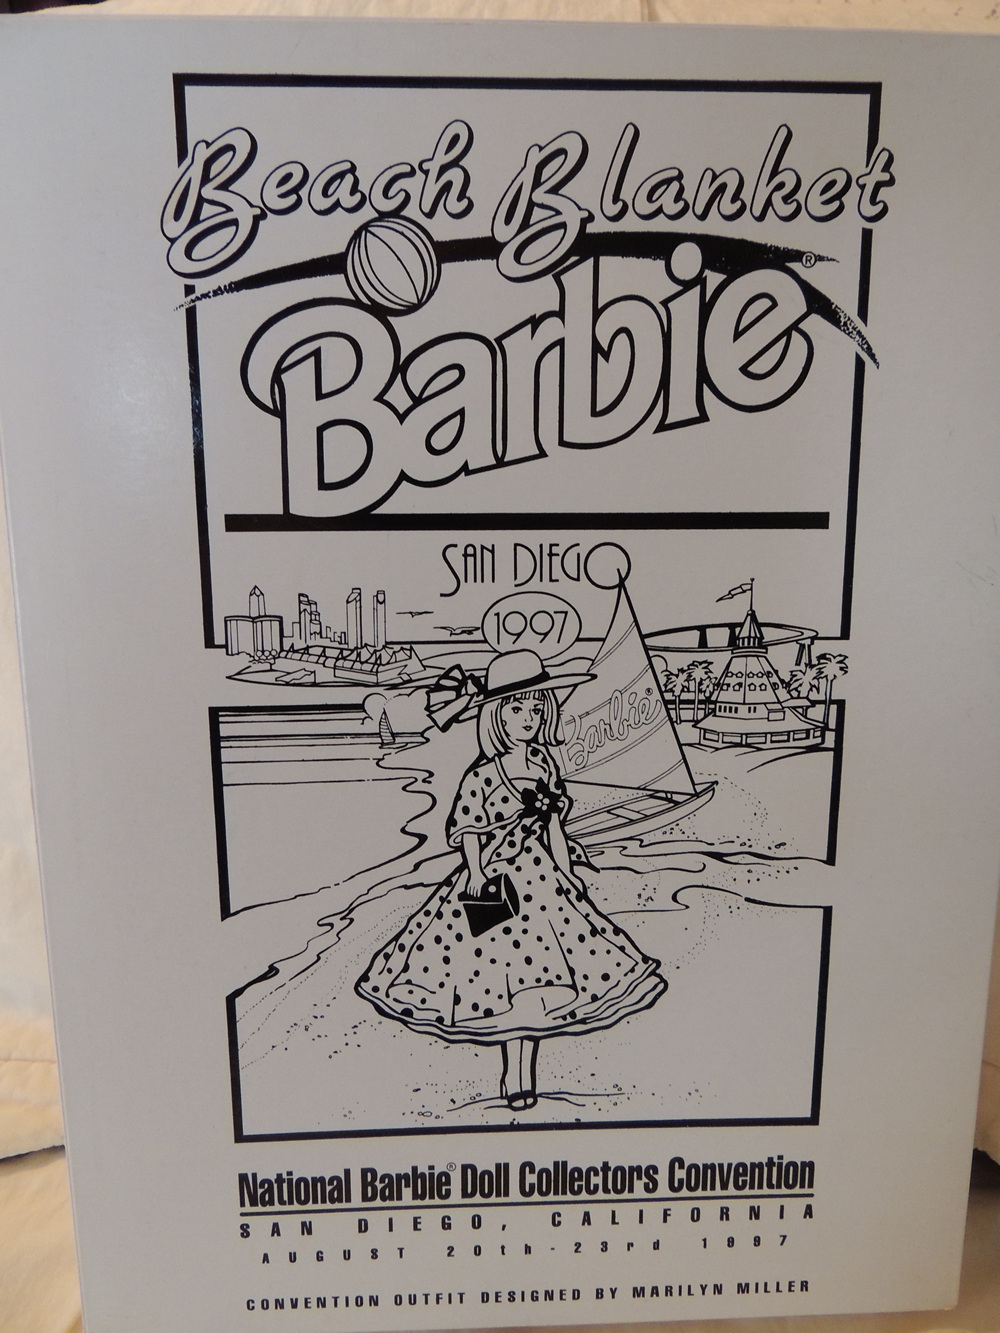 Beach Blanket
Barbie®
SAN DIEGO
1997
Barbie®
National Barbie® Doll Collectors Convention
SAN DIEGO, CALIFORNIA
AUGUST 20th-23rd 1997
CONVENTION OUTFIT DESIGNED BY MARILYN MILLER